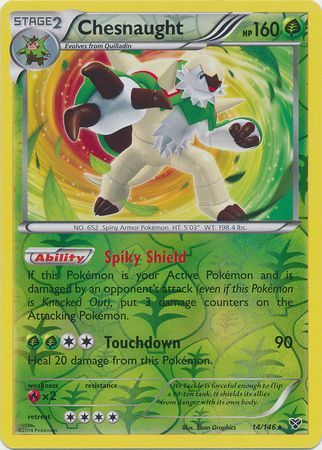 STAGE2
Chesnaught
HP160
Evolves from Quilladin
NO. 652 Spiny Armor Pokémon HT: 5'03" WT: 198.4 lbs.
Ability Spiky Shield
If this Pokémon is your Active Pokémon and is
damaged by an opponent's attack (even if this Pokémon
is Knocked Out), put 3 damage counters on the
Attacking Pokémon.
Touchdown 90
Heal 20 damage from this Pokémon.
weakness resistance
×2
retreat
Its Tackle is forceful enough to flip
a 50-ton tank. It shields its allies
from danger with its own body.
©2014 Pokémon
Illus. 5ban Graphics
14/146 ★
XY